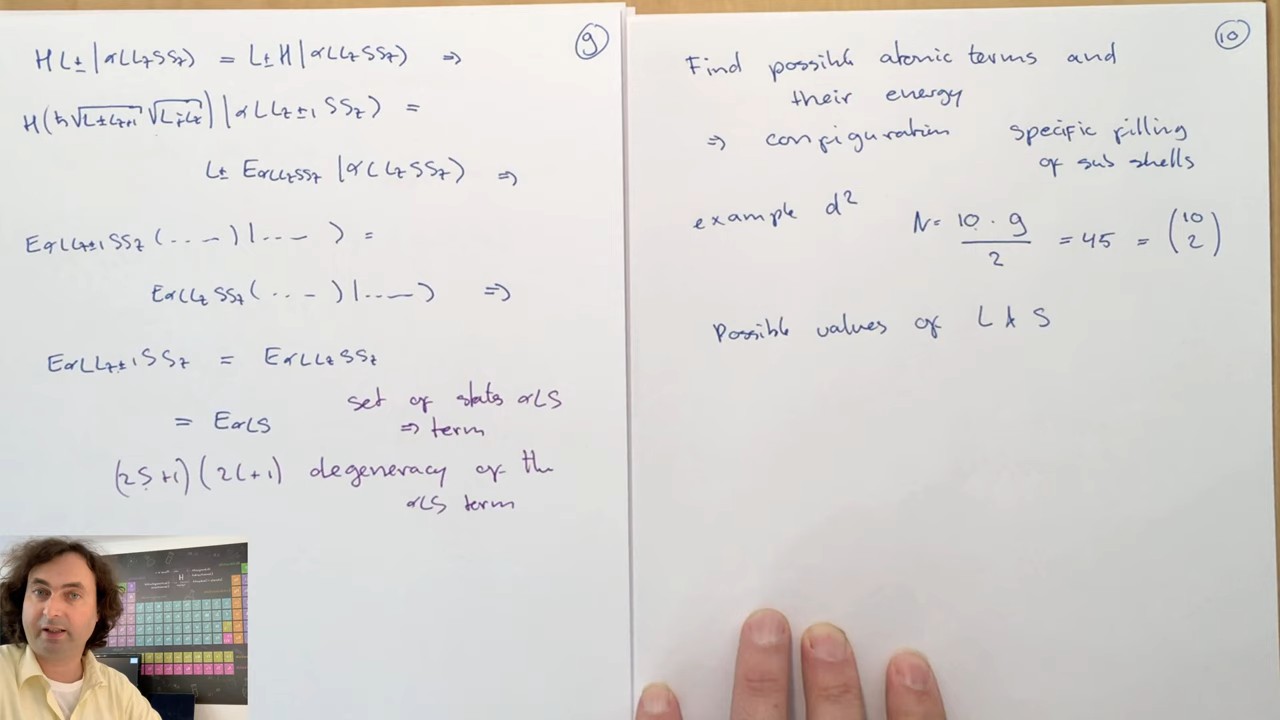 9
H L± |αLLzSSz⟩ = L± H |αLLzSSz⟩ ⇒
H(ħ√L±Lz+1 √L∓Lz) |αLLz±1 SSz⟩ =
L± EαLLzSSz |αLLzSSz⟩ ⇒
EαLLz±1SSz (.....) |....⟩ =
EαLLzSSz (.....) |.....⟩ ⇒
EαLLz±1SSz = EαLLzSSz
= EαLS
set of states αLS
⇒ term
(2S+1)(2L+1) degeneracy of the
αLS term
10
Find possible atomic terms and
their energy
⇒ configuration specific filling
of sub shells
example d² N = 10 · 9 / 2 = 45 = (10 2)
Possible values of L & S